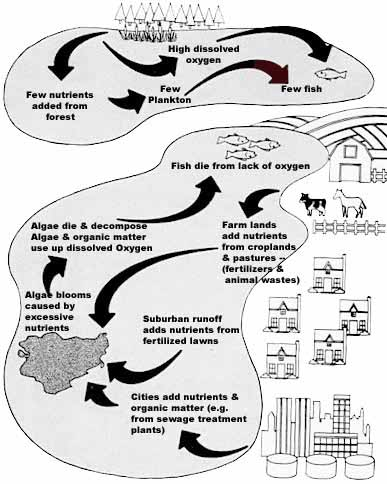 High dissolved
oxygen
Few nutrients
added from
forest
Few
Plankton
Few fish
Fish die from lack of oxygen
Algae die & decompose
Algae & organic matter
use up dissolved Oxygen
Farm lands
add nutrients
from croplands
& pastures --
(fertilizers &
animal wastes)
Algae blooms
caused by
excessive
nutrients
Suburban runoff
adds nutrients from
fertilized lawns
Cities add nutrients &
organic matter (e.g.
from sewage treatment
plants)